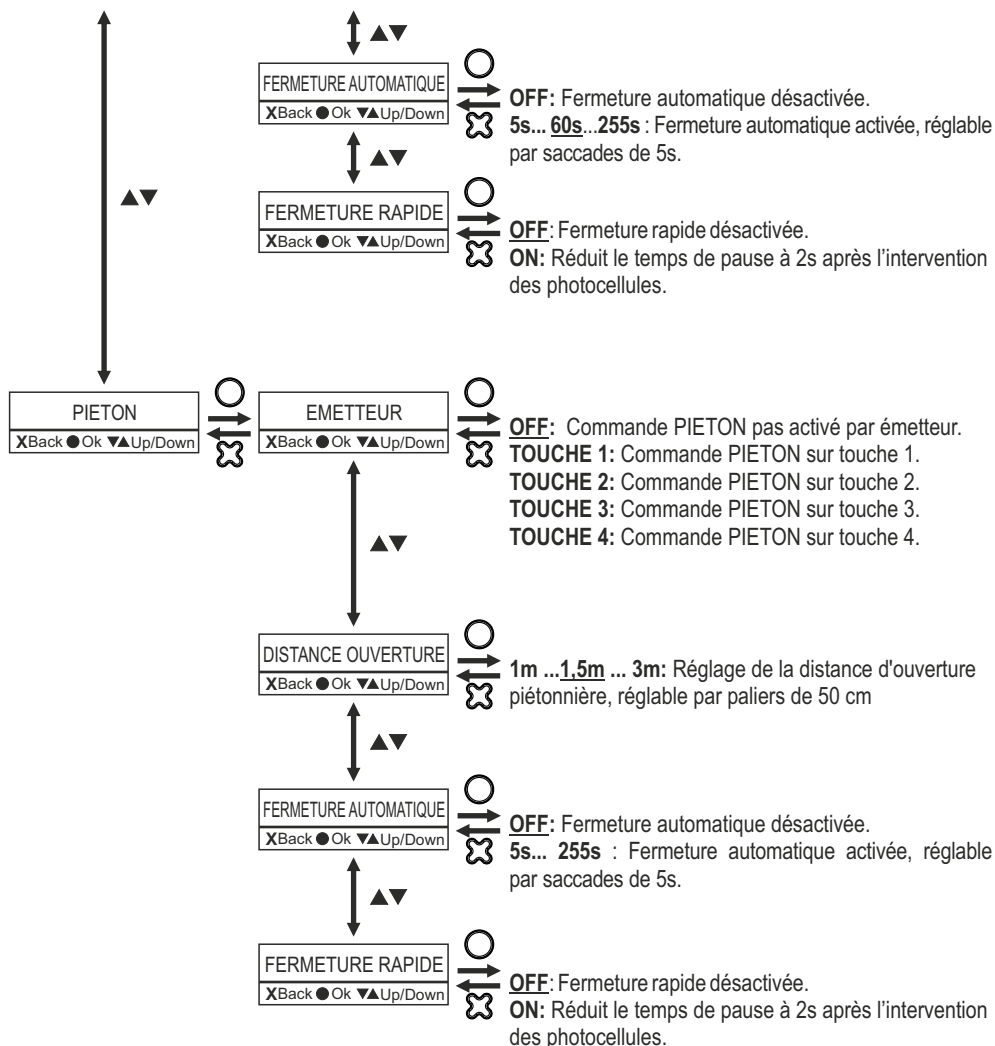 ▲▼
FERMETURE AUTOMATIQUE
XBack ● Ok ▼▲Up/Down
OFF: Fermeture automatique désactivée.
5s... 60s...255s : Fermeture automatique activée, réglable
par saccades de 5s.
▲▼
▲▼
FERMETURE RAPIDE
XBack ● Ok ▼▲Up/Down
OFF: Fermeture rapide désactivée.
ON: Réduit le temps de pause à 2s après l’intervention
des photocellules.
PIETON
XBack ● Ok ▼▲Up/Down
EMETTEUR
XBack ● Ok ▼▲Up/Down
OFF: Commande PIETON pas activé par émetteur.
TOUCHE 1: Commande PIETON sur touche 1.
TOUCHE 2: Commande PIETON sur touche 2.
TOUCHE 3: Commande PIETON sur touche 3.
TOUCHE 4: Commande PIETON sur touche 4.
▲▼
DISTANCE OUVERTURE
XBack ● Ok ▼▲Up/Down
1m ...1,5m ... 3m: Réglage de la distance d'ouverture
piétonnière, réglable par paliers de 50 cm
▲▼
FERMETURE AUTOMATIQUE
XBack ● Ok ▼▲Up/Down
OFF: Fermeture automatique désactivée.
5s... 255s : Fermeture automatique activée, réglable
par saccades de 5s.
▲▼
FERMETURE RAPIDE
XBack ● Ok ▼▲Up/Down
OFF: Fermeture rapide désactivée.
ON: Réduit le temps de pause à 2s après l’intervention
des photocellules.